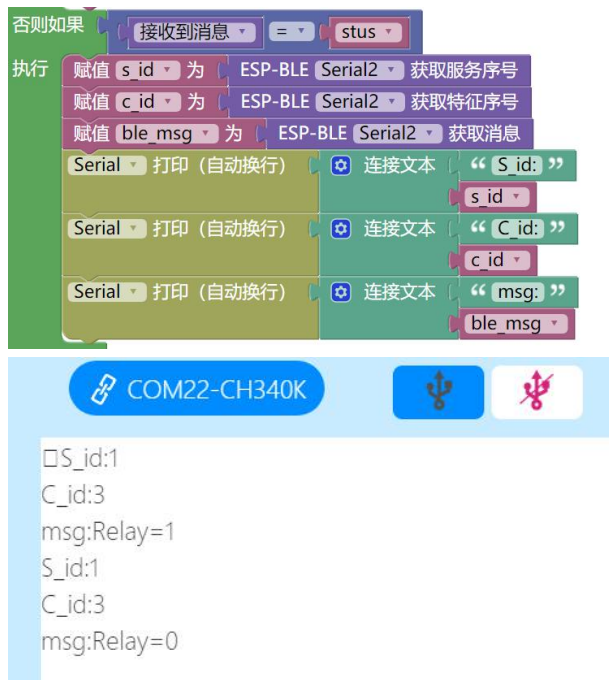 否则如果 接收到消息 = stus
执行 赋值 s_id 为 ESP-BLE Serial2 获取服务序号
赋值 c_id 为 ESP-BLE Serial2 获取特征序号
赋值 ble_msg 为 ESP-BLE Serial2 获取消息
Serial 打印（自动换行） 连接文本 “ S_id: ”
s_id
Serial 打印（自动换行） 连接文本 “ C_id: ”
c_id
Serial 打印（自动换行） 连接文本 “ msg: ”
ble_msg
COM22-CH340K
□S_id:1
C_id:3
msg:Relay=1
S_id:1
C_id:3
msg:Relay=0